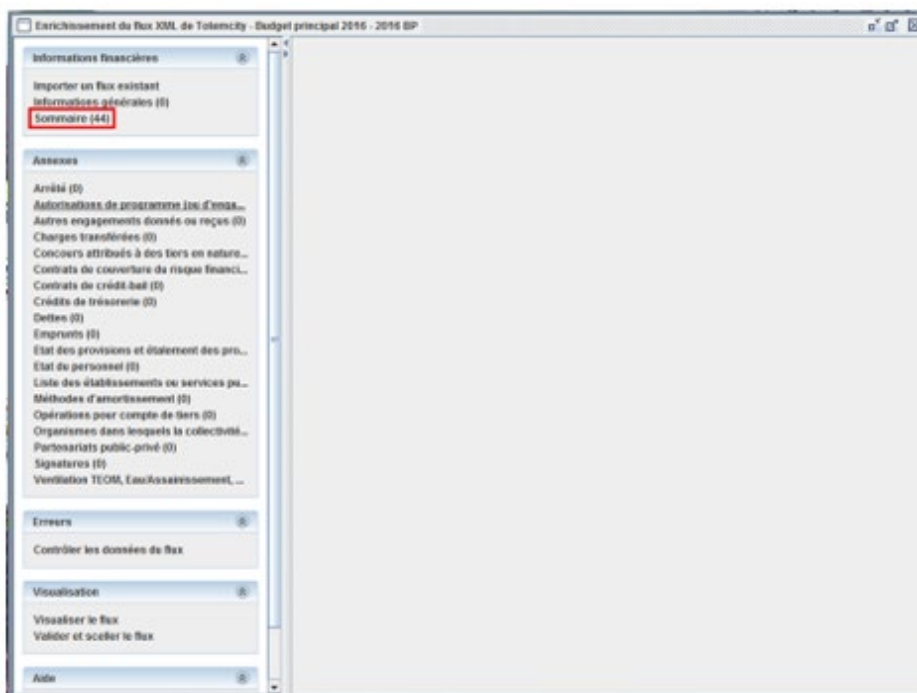 Enrichissement du flux XML de Totemcity - Budget principal 2016 - 2016 BP
Informations financières
Importer un flux existant
Informations générales (0)
Sommaire (44)
Annexes
Arrêté (0)
Autorisations de programme (ou d'enga...
Autres engagements donnés ou reçus (0)
Charges transférées (0)
Concours attribués à des tiers en nature...
Contrats de couverture du risque financi...
Contrats de crédit-bail (0)
Crédits de trésorerie (0)
Dettes (0)
Emprunts (0)
Etat des provisions et étalement des pro...
Etat du personnel (0)
Liste des établissements ou services pu...
Méthodes d'amortissement (0)
Opérations pour compte de tiers (0)
Organismes dans lesquels la collectivité...
Partenariats public-privé (0)
Signatures (0)
Ventilation TEOM, Eau/Assainissement, ...
Erreurs
Contrôler les données du flux
Visualisation
Visualiser le flux
Valider et sceller le flux
Aide